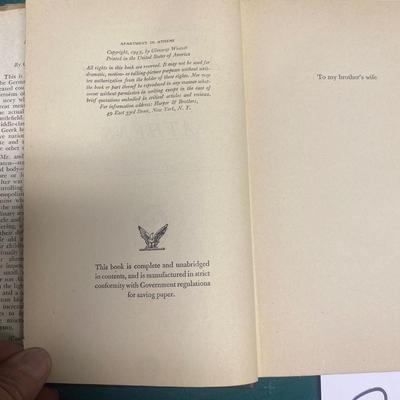 APARTMENT IN ATHENS
Copyright, 1945, by Glenway Wescott
Printed in the United States of America
All rights in this book are reserved. It may not be used for
dramatic, motion- or talking-picture purposes without written
authorization from the holder of these rights. Nor may
the book or part thereof be reproduced in any manner whatsoever
without permission in writing except in the case of
brief quotations embodied in critical articles and reviews.
For information address: Harper & Brothers,
49 East 33rd Street, New York, N. Y.
This book is complete and unabridged
in contents, and is manufactured in strict
conformity with Government regulations
for saving paper.
To my brother's wife